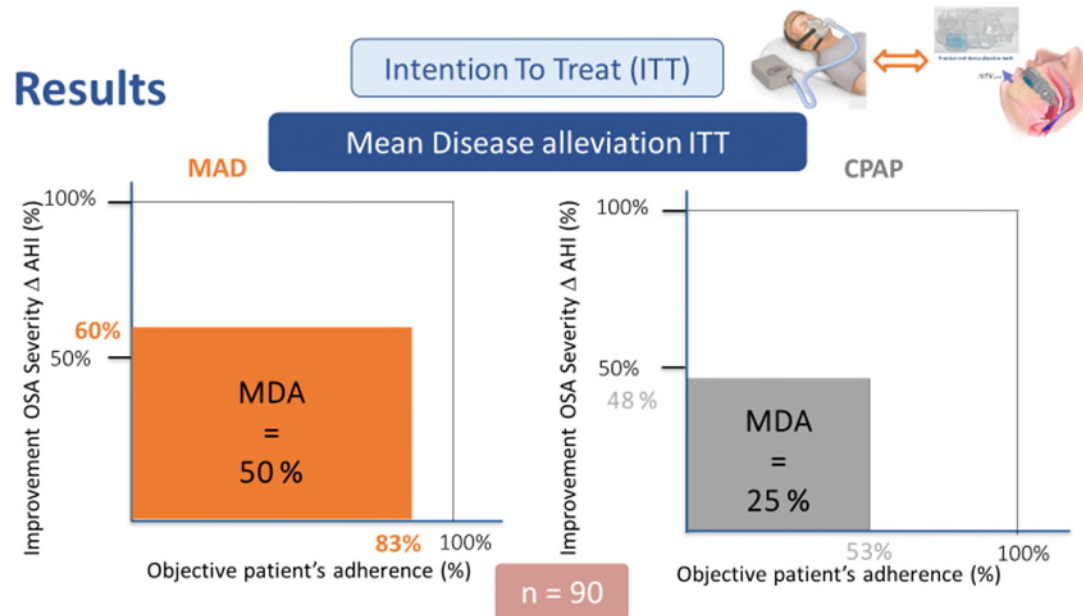 Results
Intention To Treat (ITT)
Mean Disease alleviation ITT
MAD
Improvement OSA Severity Δ AHI (%)
100%
60%
50%
MDA
=
50 %
83%
100%
Objective patient's adherence (%)
CPAP
Improvement OSA Severity Δ AHI (%)
100%
50%
48 %
MDA
=
25 %
53%
100%
Objective patient's adherence (%)
n = 90